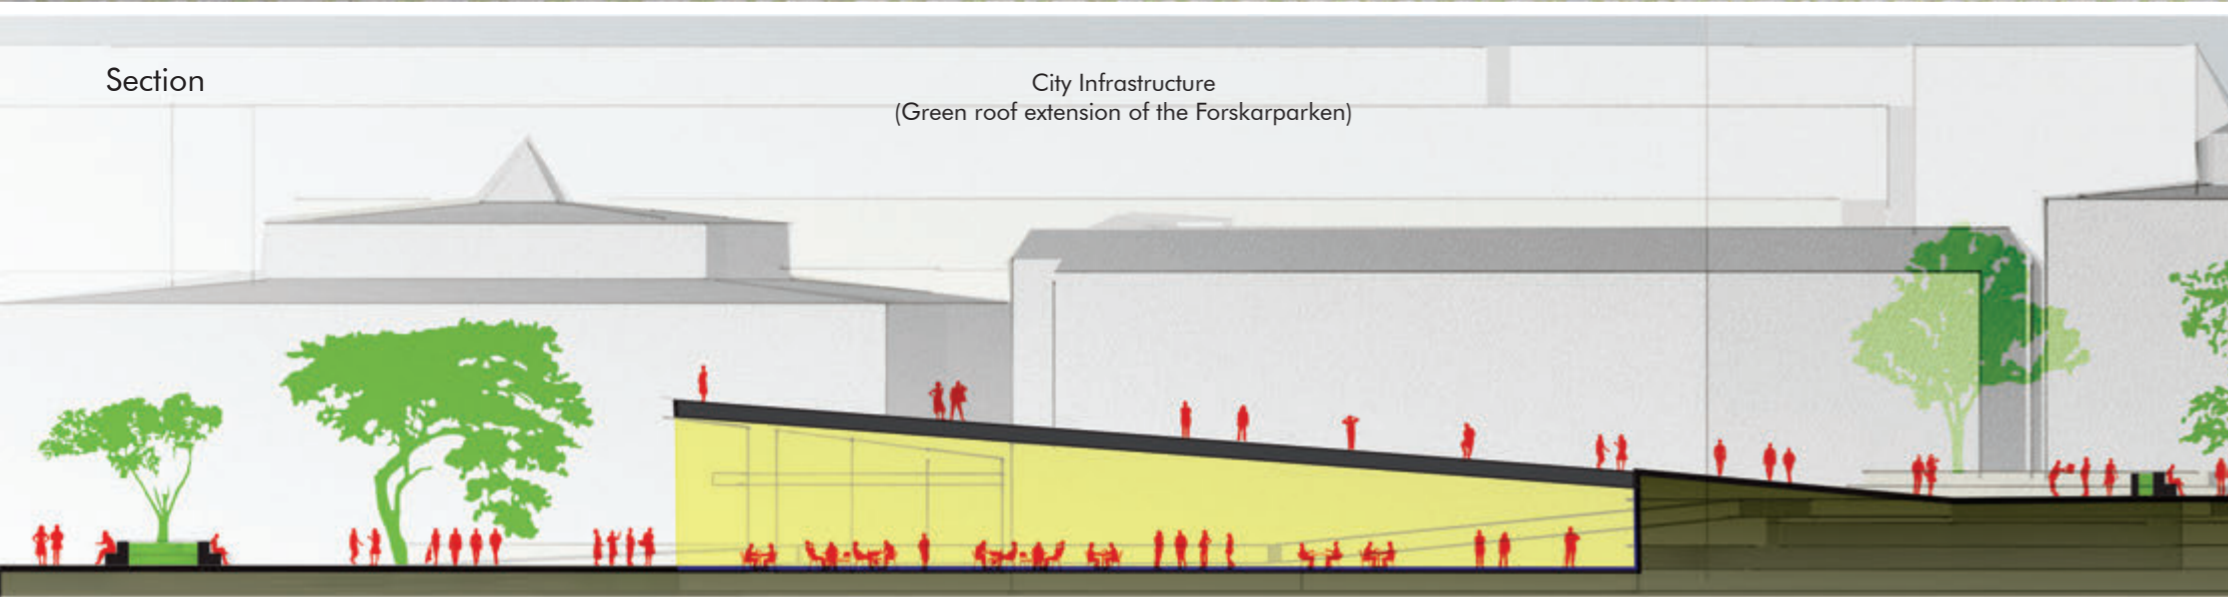 Section
City Infrastructure
(Green roof extension of the Forskarparken)